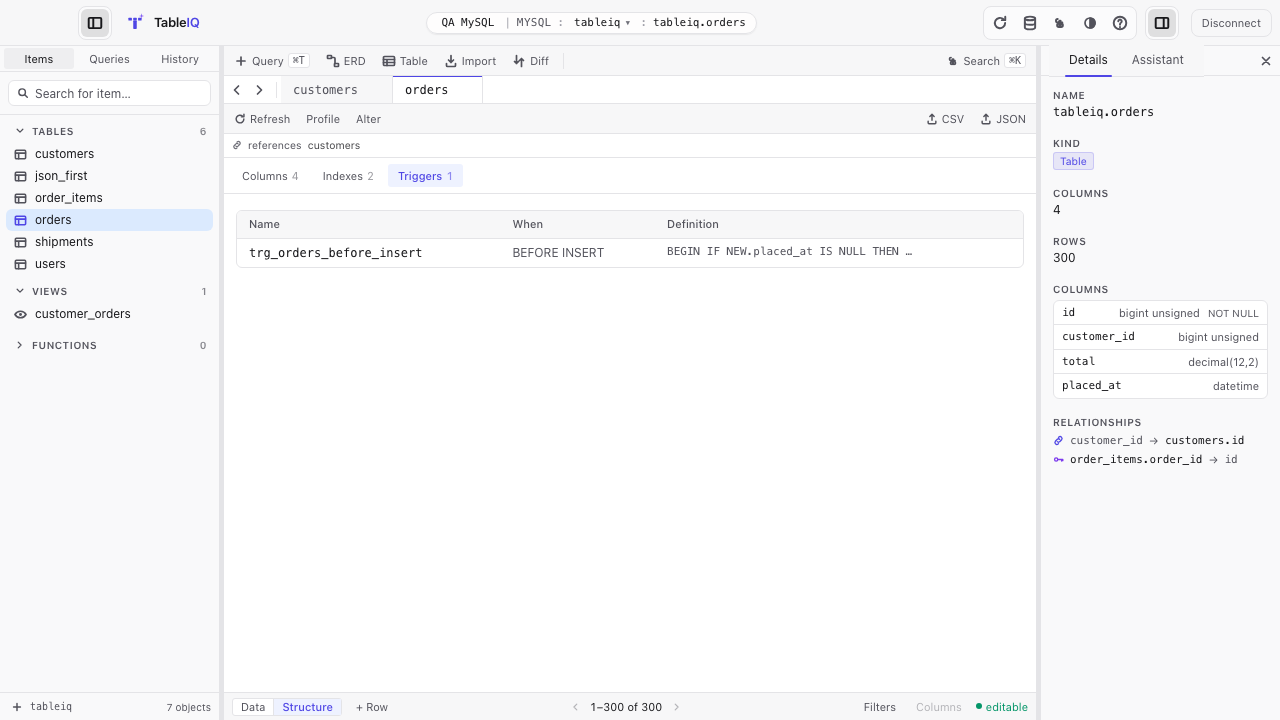 TableIQ
QA MySQL | MYSQL : tableiq ▾ : tableiq.orders
Disconnect
Items Queries History
Search for item...
TABLES 6
customers
json_first
order_items
orders
shipments
users
VIEWS 1
customer_orders
FUNCTIONS 0
+ tableiq 7 objects
+ Query ⌘T ERD Table Import Diff Search ⌘K
customers orders
Refresh Profile Alter CSV JSON
references customers
Columns 4 Indexes 2 Triggers 1
Name When Definition
trg_orders_before_insert BEFORE INSERT BEGIN IF NEW.placed_at IS NULL THEN …
Data Structure + Row 1–300 of 300 Filters Columns editable
Details Assistant
NAME
tableiq.orders
KIND
Table
COLUMNS
4
ROWS
300
COLUMNS
id bigint unsigned NOT NULL
customer_id bigint unsigned
total decimal(12,2)
placed_at datetime
RELATIONSHIPS
customer_id → customers.id
order_items.order_id → id